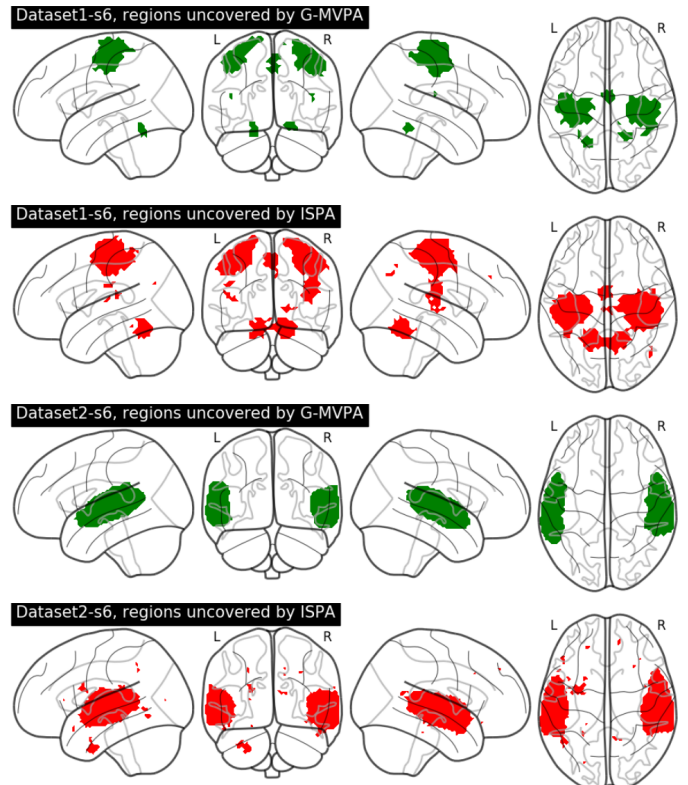 Dataset1-s6, regions uncovered by G-MVPA
L R R
L
Dataset1-s6, regions uncovered by ISPA
L R L
R
Dataset2-s6, regions uncovered by G-MVPA
L R L
R
Dataset2-s6, regions uncovered by ISPA
L R L
R